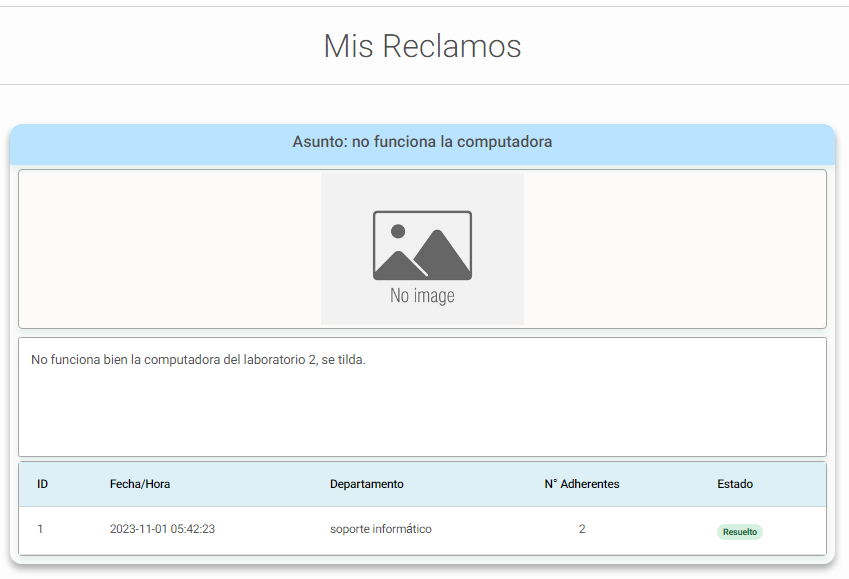 Mis Reclamos
Asunto: no funciona la computadora
No image
No funciona bien la computadora del laboratorio 2, se tilda.
ID Fecha/Hora Departamento N° Adherentes Estado
1 2023-11-01 05:42:23 soporte informático 2 Resuelto